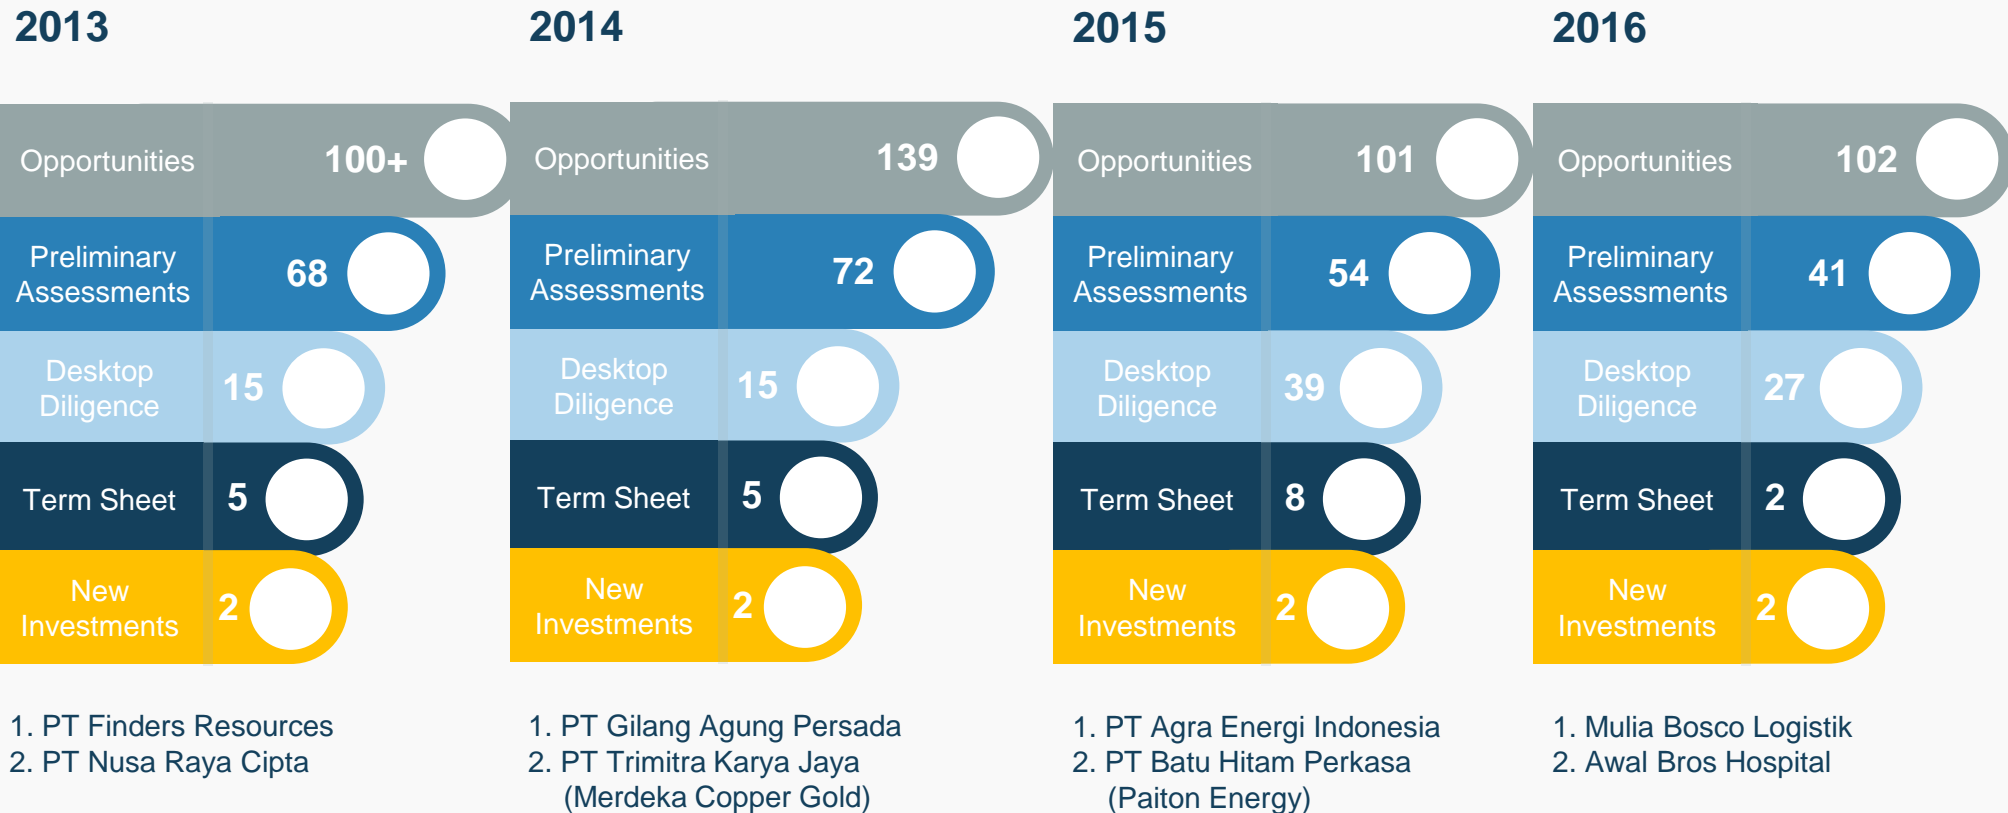 2013
Opportunities 100+
Preliminary
Assessments 68
Desktop
Diligence 15
Term Sheet 5
New
Investments 2
1. PT Finders Resources
2. PT Nusa Raya Cipta
2014
Opportunities 139
Preliminary
Assessments 72
Desktop
Diligence 15
Term Sheet 5
New
Investments 2
1. PT Gilang Agung Persada
2. PT Trimitra Karya Jaya
(Merdeka Copper Gold)
2015
Opportunities 101
Preliminary
Assessments 54
Desktop
Diligence 39
Term Sheet 8
New
Investments 2
1. PT Agra Energi Indonesia
2. PT Batu Hitam Perkasa
(Paiton Energy)
2016
Opportunities 102
Preliminary
Assessments 41
Desktop
Diligence 27
Term Sheet 2
New
Investments 2
1. Mulia Bosco Logistik
2. Awal Bros Hospital